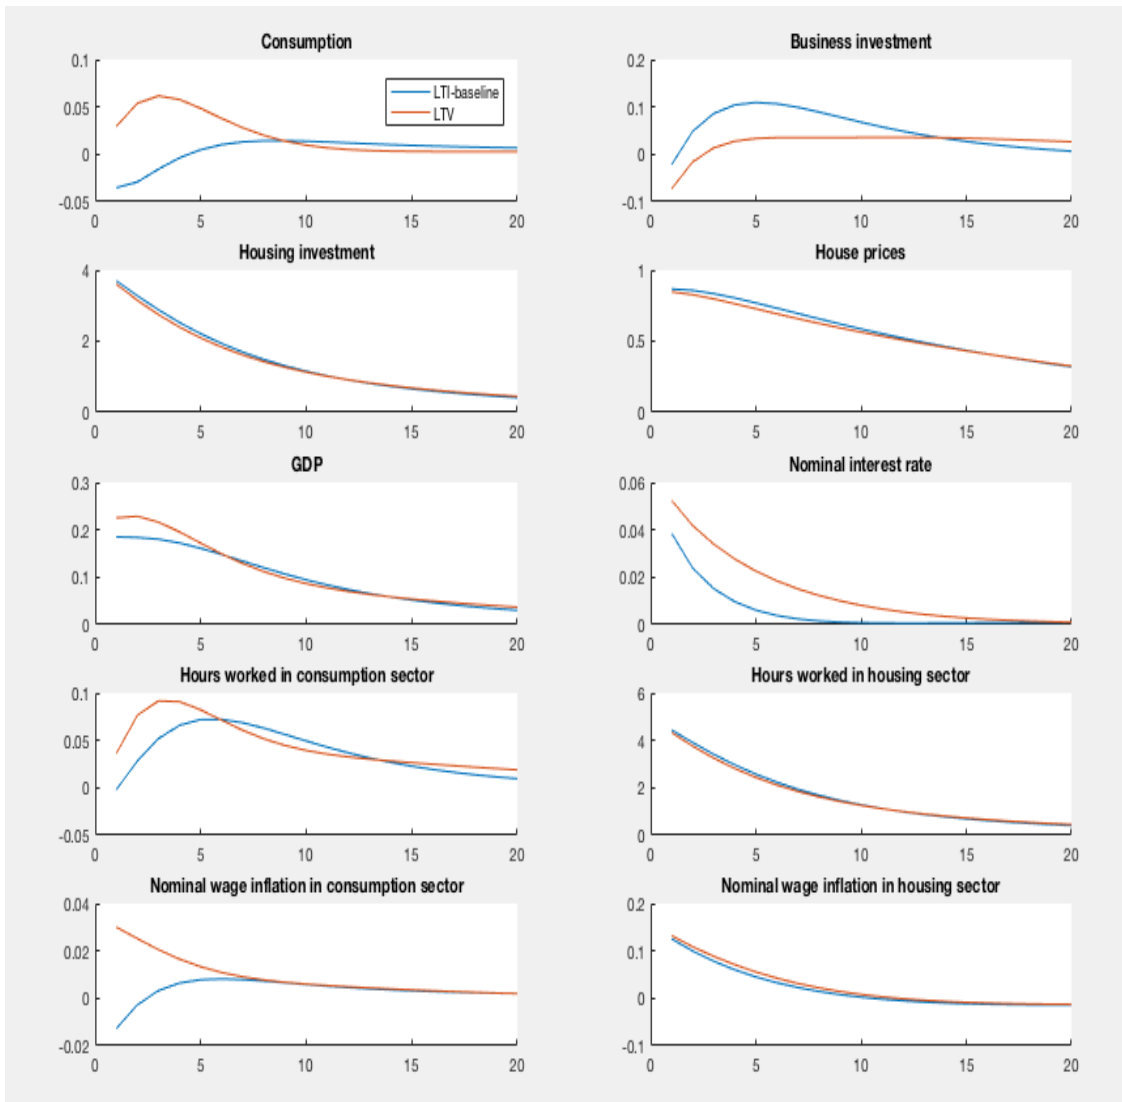 Consumption
0.1
0.05
0
-0.05
0 5 10 15 20
LTI-baseline
LTV
Business investment
0.2
0.1
0
-0.1
0 5 10 15 20
Housing investment
4
2
0
0 5 10 15 20
House prices
1
0.5
0
0 5 10 15 20
GDP
0.3
0.2
0.1
0
0 5 10 15 20
Nominal interest rate
0.06
0.04
0.02
0
0 5 10 15 20
Hours worked in consumption sector
0.1
0.05
0
-0.05
0 5 10 15 20
Hours worked in housing sector
6
4
2
0
0 5 10 15 20
Nominal wage inflation in consumption sector
0.04
0.02
0
-0.02
0 5 10 15 20
Nominal wage inflation in housing sector
0.2
0.1
0
-0.1
0 5 10 15 20